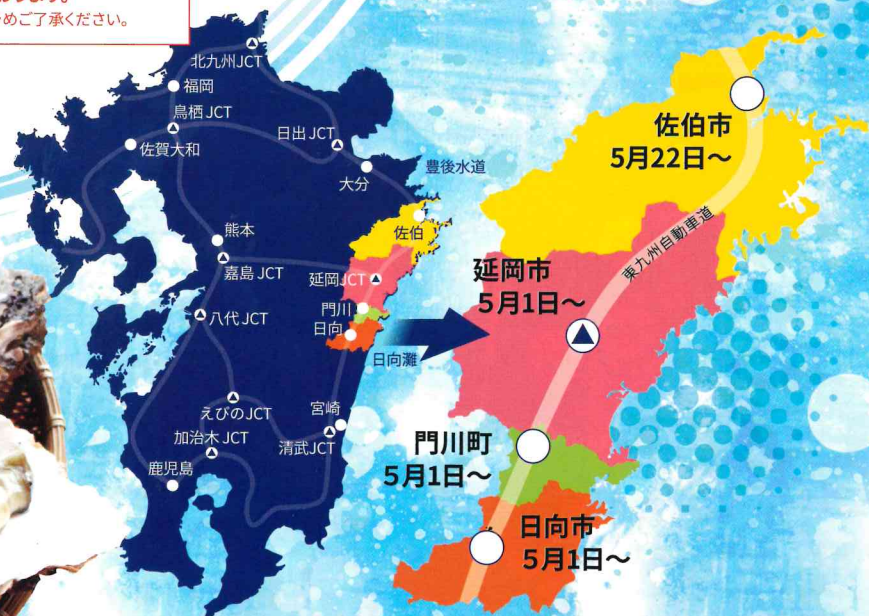 めご了承ください。
北九州JCT
福岡
鳥栖JCT
佐賀大和
日出JCT
大分
豊後水道
佐伯
熊本
嘉島JCT
延岡JCT
門川
日向
八代JCT
日向灘
えびのJCT
宮崎
加治木JCT
清武JCT
鹿児島
佐伯市
5月22日～
東九州自動車道
延岡市
5月1日～
門川町
5月1日～
日向市
5月1日～